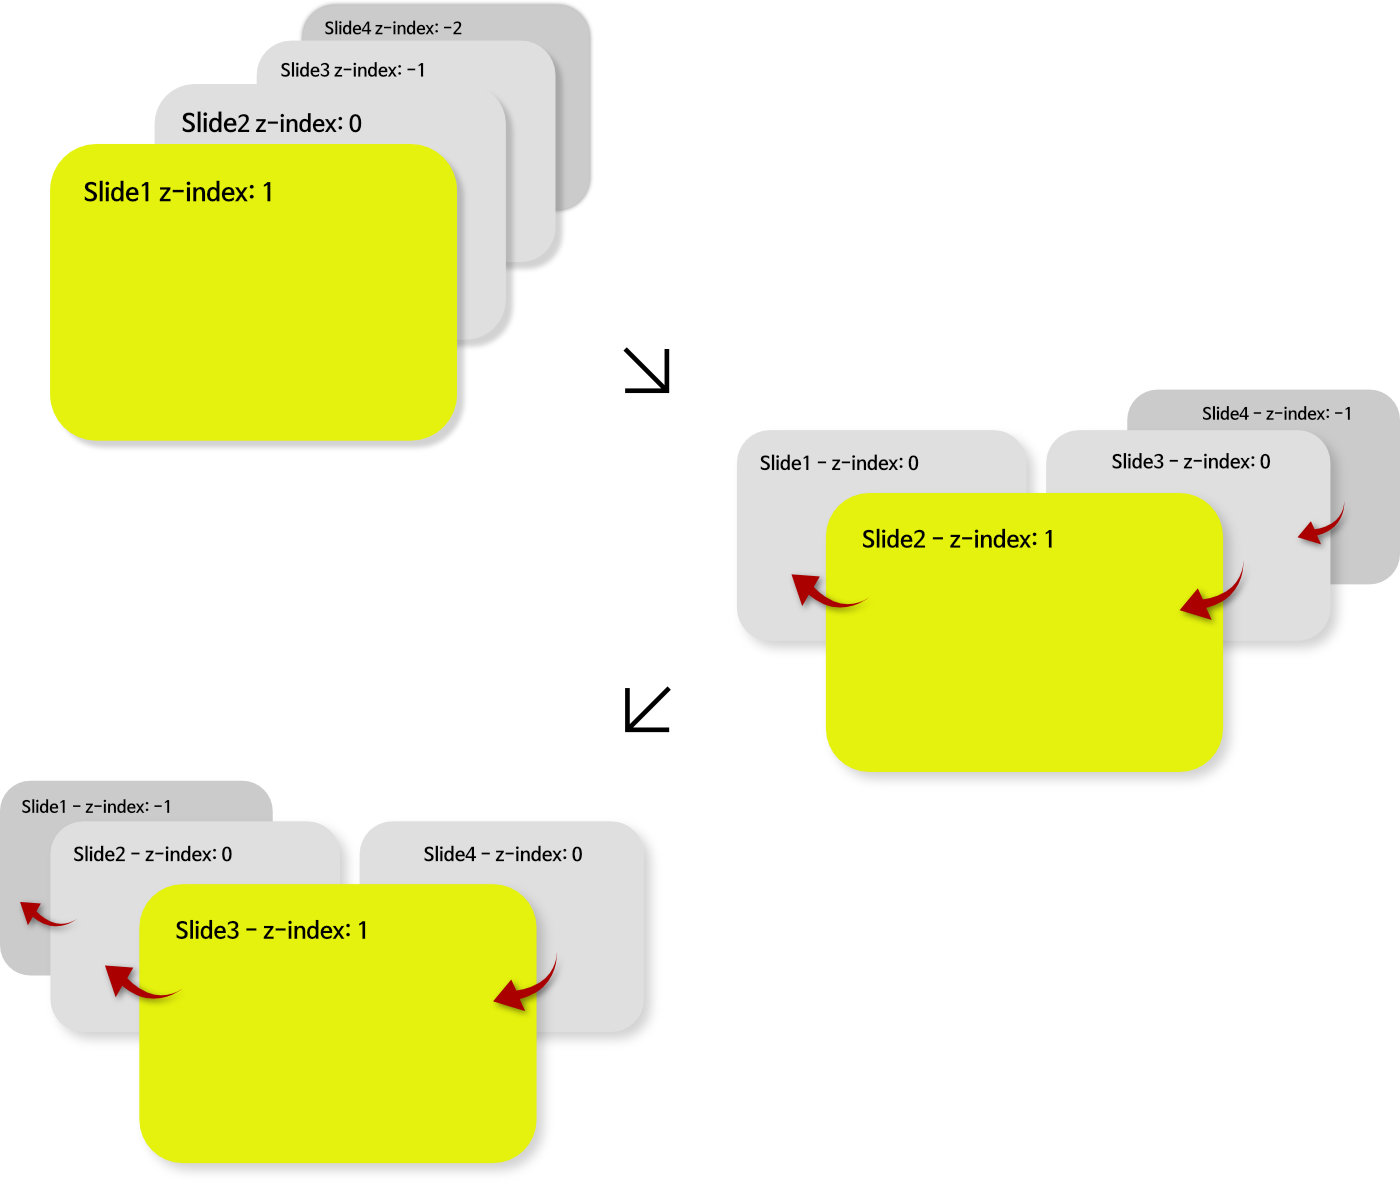 Slide4 z-index: -2
Slide3 z-index: -1
Slide2 z-index: 0
Slide1 z-index: 1
Slide4 - z-index: -1
Slide1 - z-index: 0
Slide3 - z-index: 0
Slide2 - z-index: 1
Slide1 - z-index: -1
Slide2 - z-index: 0
Slide4 - z-index: 0
Slide3 - z-index: 1